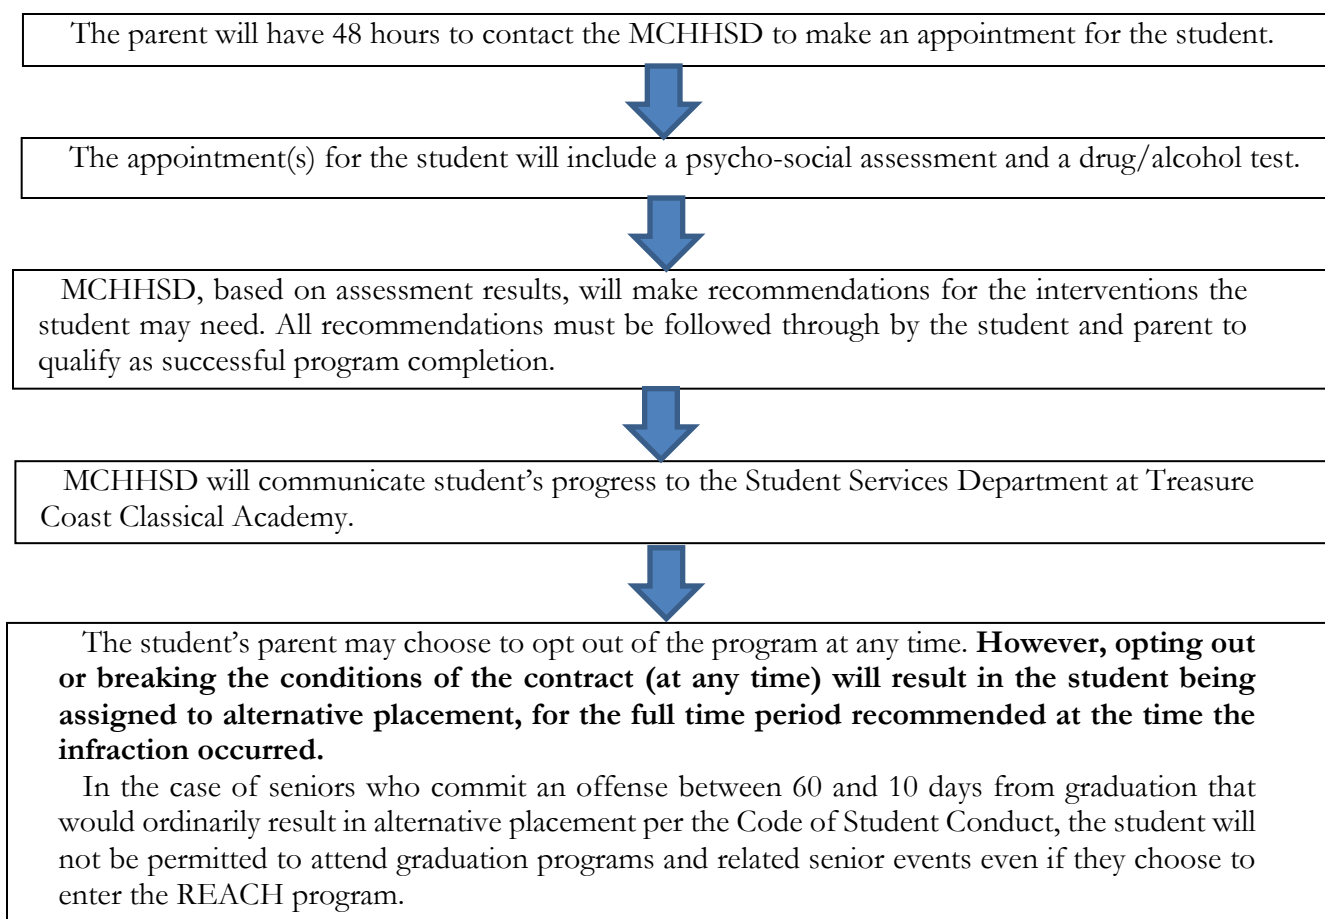 The parent will have 48 hours to contact the MCHHSD to make an appointment for the student.
The appointment(s) for the student will include a psycho-social assessment and a drug/alcohol test.
MCHHSD, based on assessment results, will make recommendations for the interventions the
student may need. All recommendations must be followed through by the student and parent to
qualify as successful program completion.
MCHHSD will communicate student’s progress to the Student Services Department at Treasure
Coast Classical Academy.
The student’s parent may choose to opt out of the program at any time. However, opting out
or breaking the conditions of the contract (at any time) will result in the student being
assigned to alternative placement, for the full time period recommended at the time the
infraction occurred.
In the case of seniors who commit an offense between 60 and 10 days from graduation that
would ordinarily result in alternative placement per the Code of Student Conduct, the student will
not be permitted to attend graduation programs and related senior events even if they choose to
enter the REACH program.